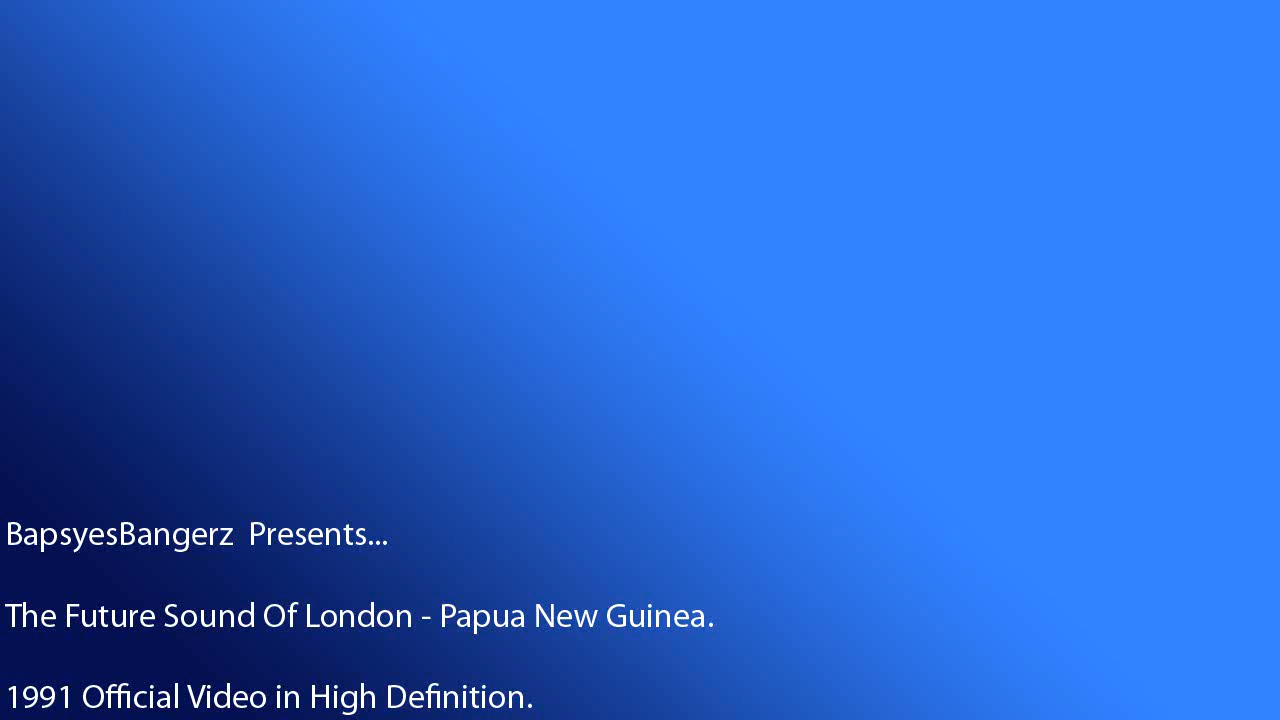 BapsyesBangerz  Presents...
The Future Sound Of London - Papua New Guinea.
1991 Official Video in High Definition.